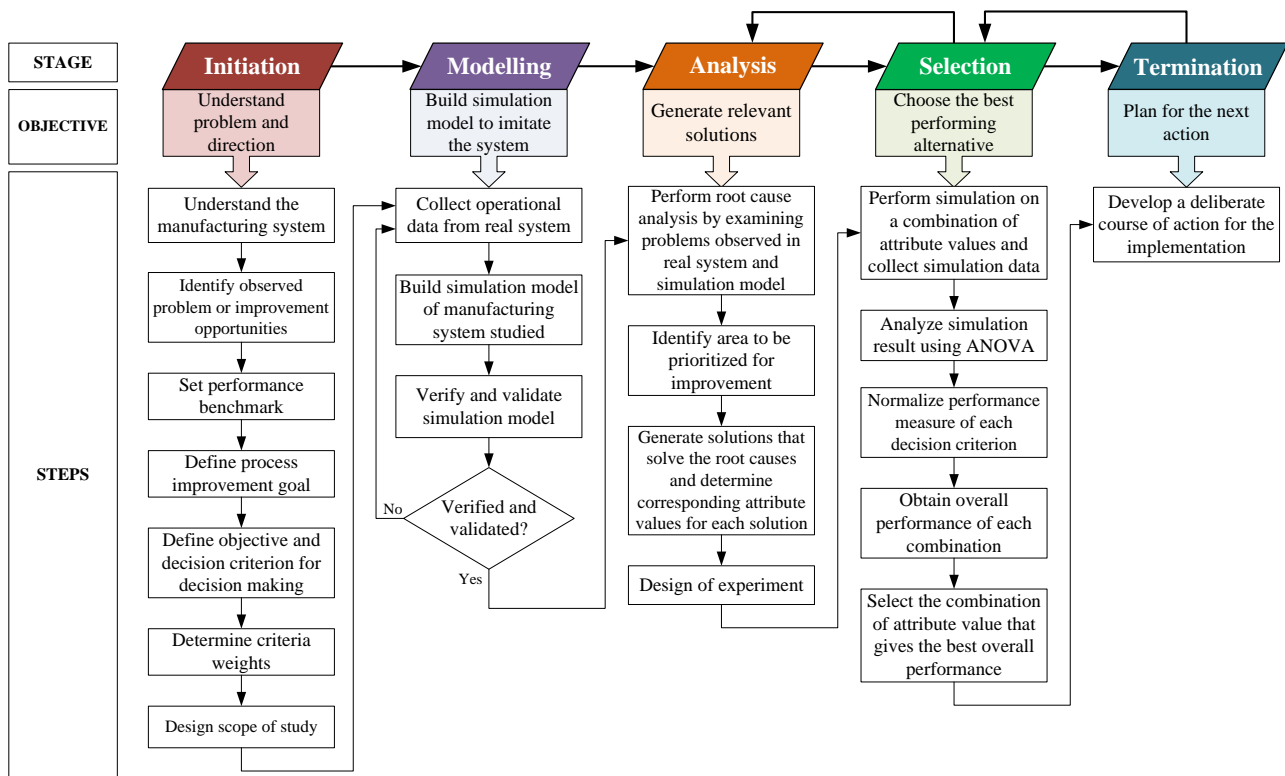 STAGE
Initiation
Modelling
Analysis
Selection
Termination
OBJECTIVE
Understand
problem and
direction
Build simulation
model to imitate
the system
Generate relevant
solutions
Choose the best
performing
alternative
Plan for the next
action
STEPS
Understand the
manufacturing system
Identify observed
problem or improvement
opportunities
Set performance
benchmark
Define process
improvement goal
Define objective and
decision criterion for
decision making
Determine criteria
weights
Design scope of study
Collect operational
data from real system
Build simulation model
of manufacturing
system studied
Verify and validate
simulation model
Verified and
validated?
No
Yes
Perform root cause
analysis by examining
problems observed in
real system and
simulation model
Identify area to be
prioritized for
improvement
Generate solutions that
solve the root causes
and determine
corresponding attribute
values for each solution
Design of experiment
Perform simulation on
a combination of
attribute values and
collect simulation data
Analyze simulation
result using ANOVA
Normalize performance
measure of each
decision criterion
Obtain overall
performance of each
combination
Select the combination
of attribute value that
gives the best overall
performance
Develop a deliberate
course of action for the
implementation